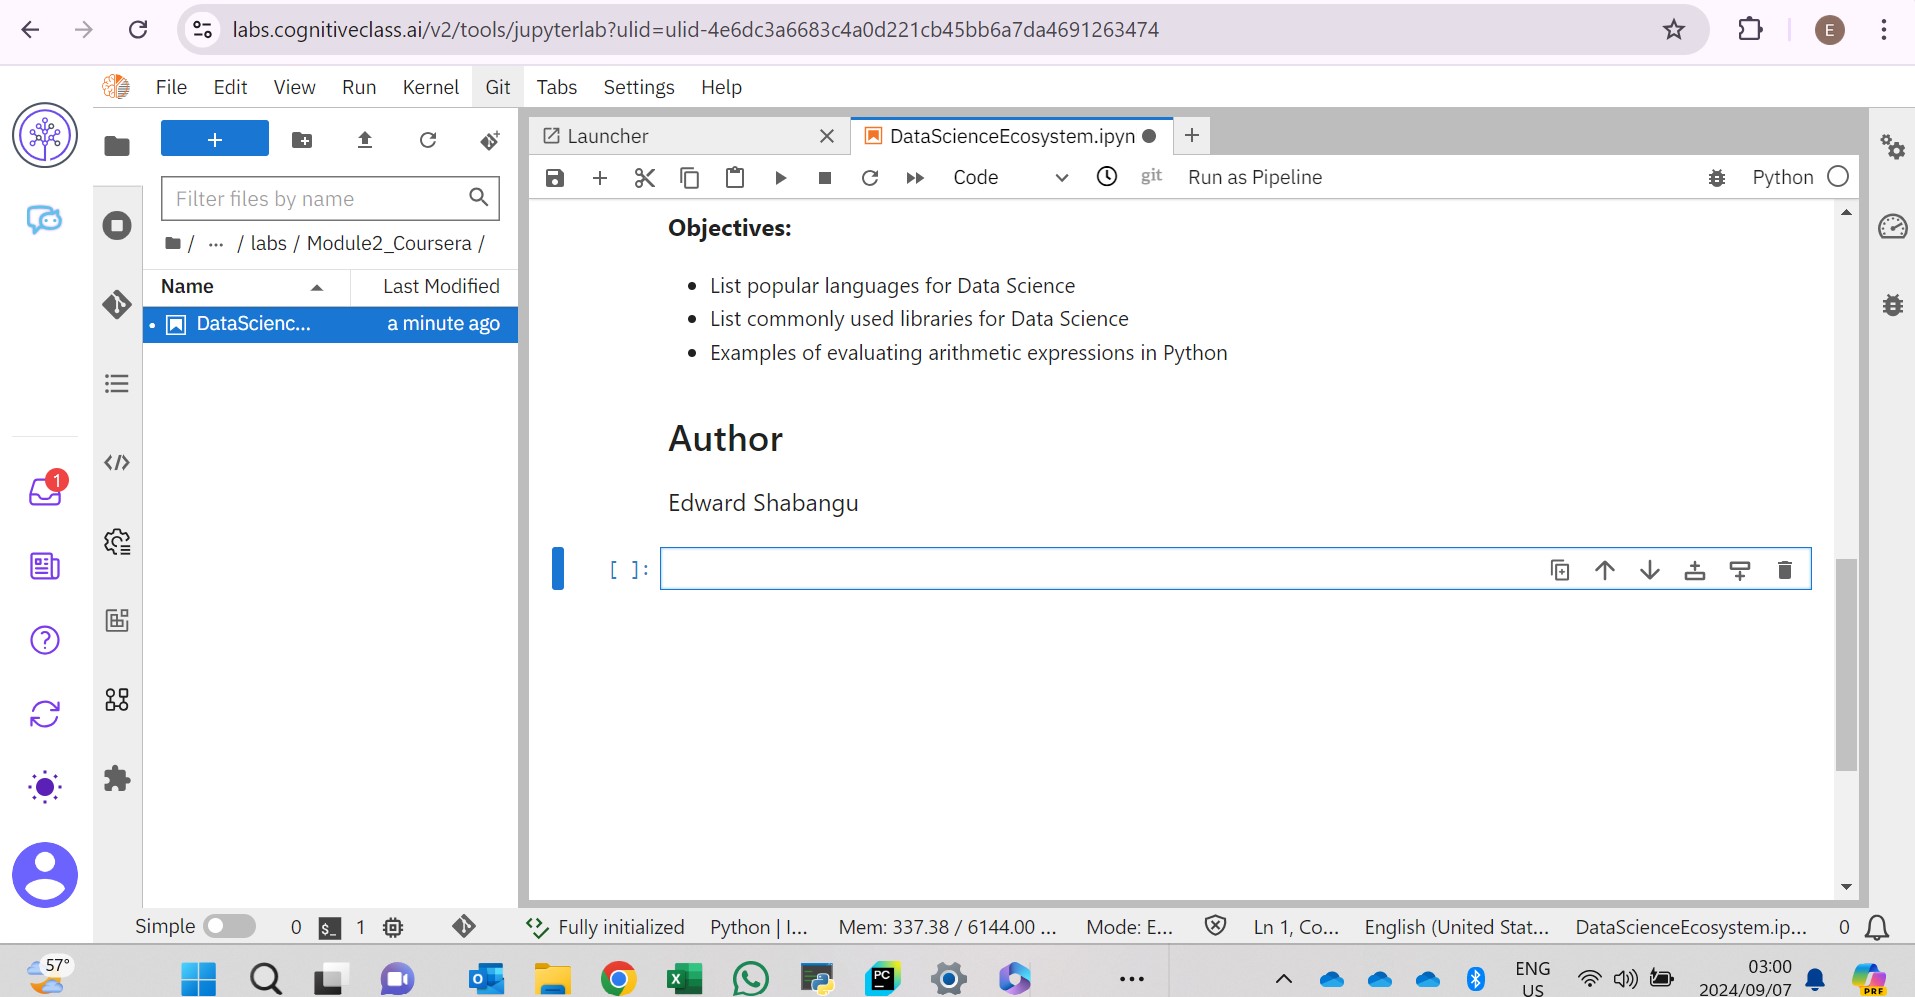 labs.cognitiveclass.ai/v2/tools/jupyterlab?ulid=ulid-4e6dc3a6683c4a0d221cb45bb6a7da4691263474
E
File Edit View Run Kernel Git Tabs Settings Help
+
Launcher
DataScienceEcosystem.ipyn
Code
git
Run as Pipeline
Python
Filter files by name
/ ... / labs / Module2_Coursera /
Name Last Modified
DataScienc... a minute ago
Objectives:
• List popular languages for Data Science
• List commonly used libraries for Data Science
• Examples of evaluating arithmetic expressions in Python
Author
Edward Shabangu
[ ]:
1
Simple 0 $_ 1 Fully initialized Python | I... Mem: 337.38 / 6144.00 ... Mode: E... Ln 1, Co... English (United Stat... DataScienceEcosystem.ip... 0
57°
PC
ENG
US
03:00
2024/09/07
PRE